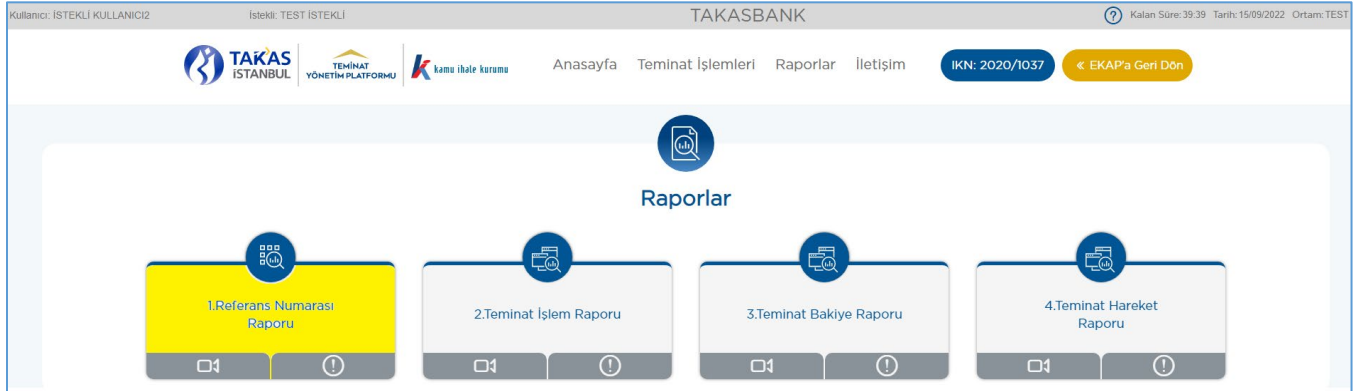 Kullanıcı: İSTEKLİ KULLANICI2 İstekli: TEST İSTEKLİ TAKASBANK ? Kalan Süre: 39:39 Tarih: 15/09/2022 Ortam: TEST
TAKAS
İSTANBUL
TEMİNAT
YÖNETİM PLATFORMU
kamu ihale kurumu
Anasayfa Teminat İşlemleri Raporlar İletişim IKN: 2020/1037 « EKAP'a Geri Dön
Raporlar
1.Referans Numarası
Raporu
2.Teminat İşlem Raporu
3.Teminat Bakiye Raporu
4.Teminat Hareket
Raporu